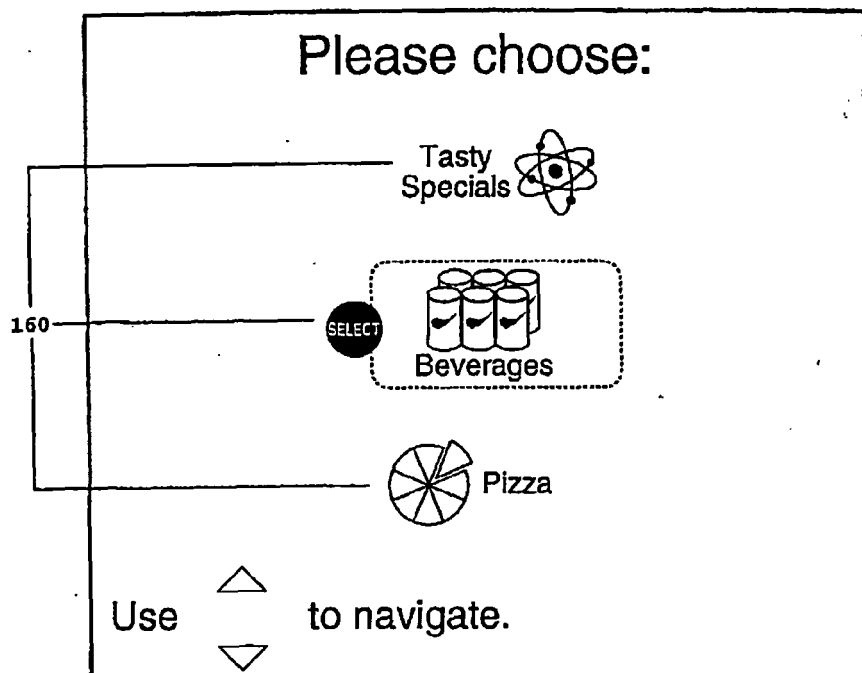 Please choose:
Tasty
Specials
160
SELECT
Beverages
Pizza
Use to navigate.